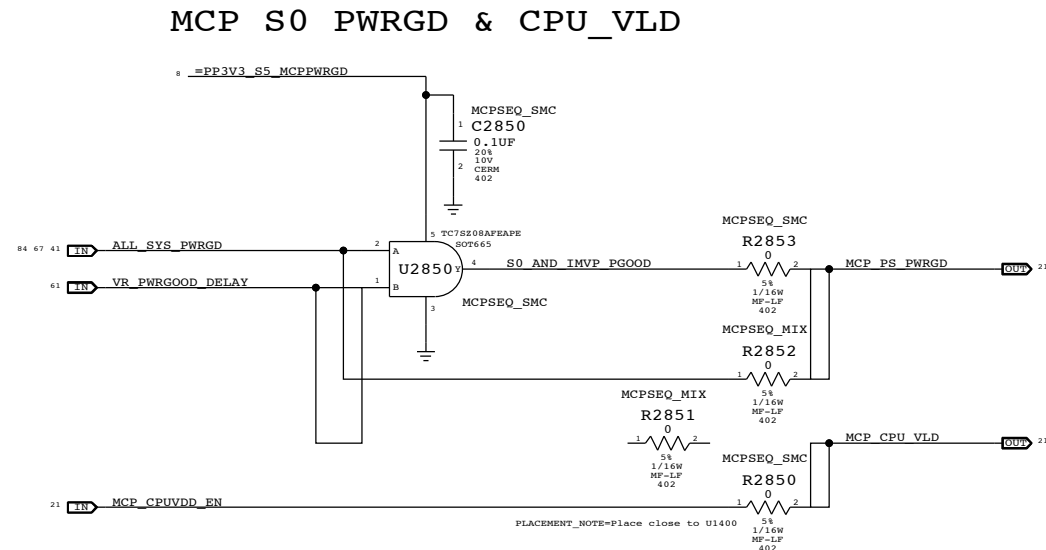 MCP S0 PWRGD & CPU_VLD
8 =PP3V3_S5_MCPPWRGD
MCPSEQ_SMC
1 C2850
0.1UF
20%
10V
2 CERM
402
5 TC7SZ08AFEAPE
SOT665
84 67 41 IN ALL_SYS_PWRGD 2 A
U2850 Y 4 S0_AND_IMVP_PGOOD
61 IN VR_PWRGOOD_DELAY 1 B
3 MCPSEQ_SMC
MCPSEQ_SMC
R2853
0
1 2 MCP_PS_PWRGD OUT 21
5%
1/16W
MF-LF
402
MCPSEQ_MIX
R2852
0
1 2
5%
1/16W
MF-LF
402
MCPSEQ_MIX
R2851
0
1 2
5%
1/16W
MF-LF
402
MCP_CPU_VLD OUT 21
MCPSEQ_SMC
R2850
0
21 IN MCP_CPUVDD_EN 1 2
PLACEMENT_NOTE=Place close to U1400
5%
1/16W
MF-LF
402